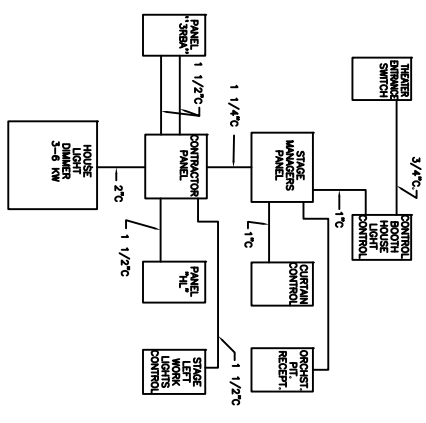 THEATER
ENTRANCE
SWITCH
3/4"C.
CONTROL
BOOTH
HOUSE
LIGHT
CONTROL
1"C
STAGE
MANAGERS
PANEL
1"C
CURTAIN
CONTROL
ORCHST.
PIT.
RECEPT.
1 1/4"C
PANEL
"3RBA"
1 1/2"C
CONTRACTOR
PANEL
1 1/2"C
PANEL
"HL"
1 1/2"C
STAGE
LEFT
WORK
LIGHTS
CONTROL
2"C
HOUSE
LIGHT
DIMMER
3-6 KW